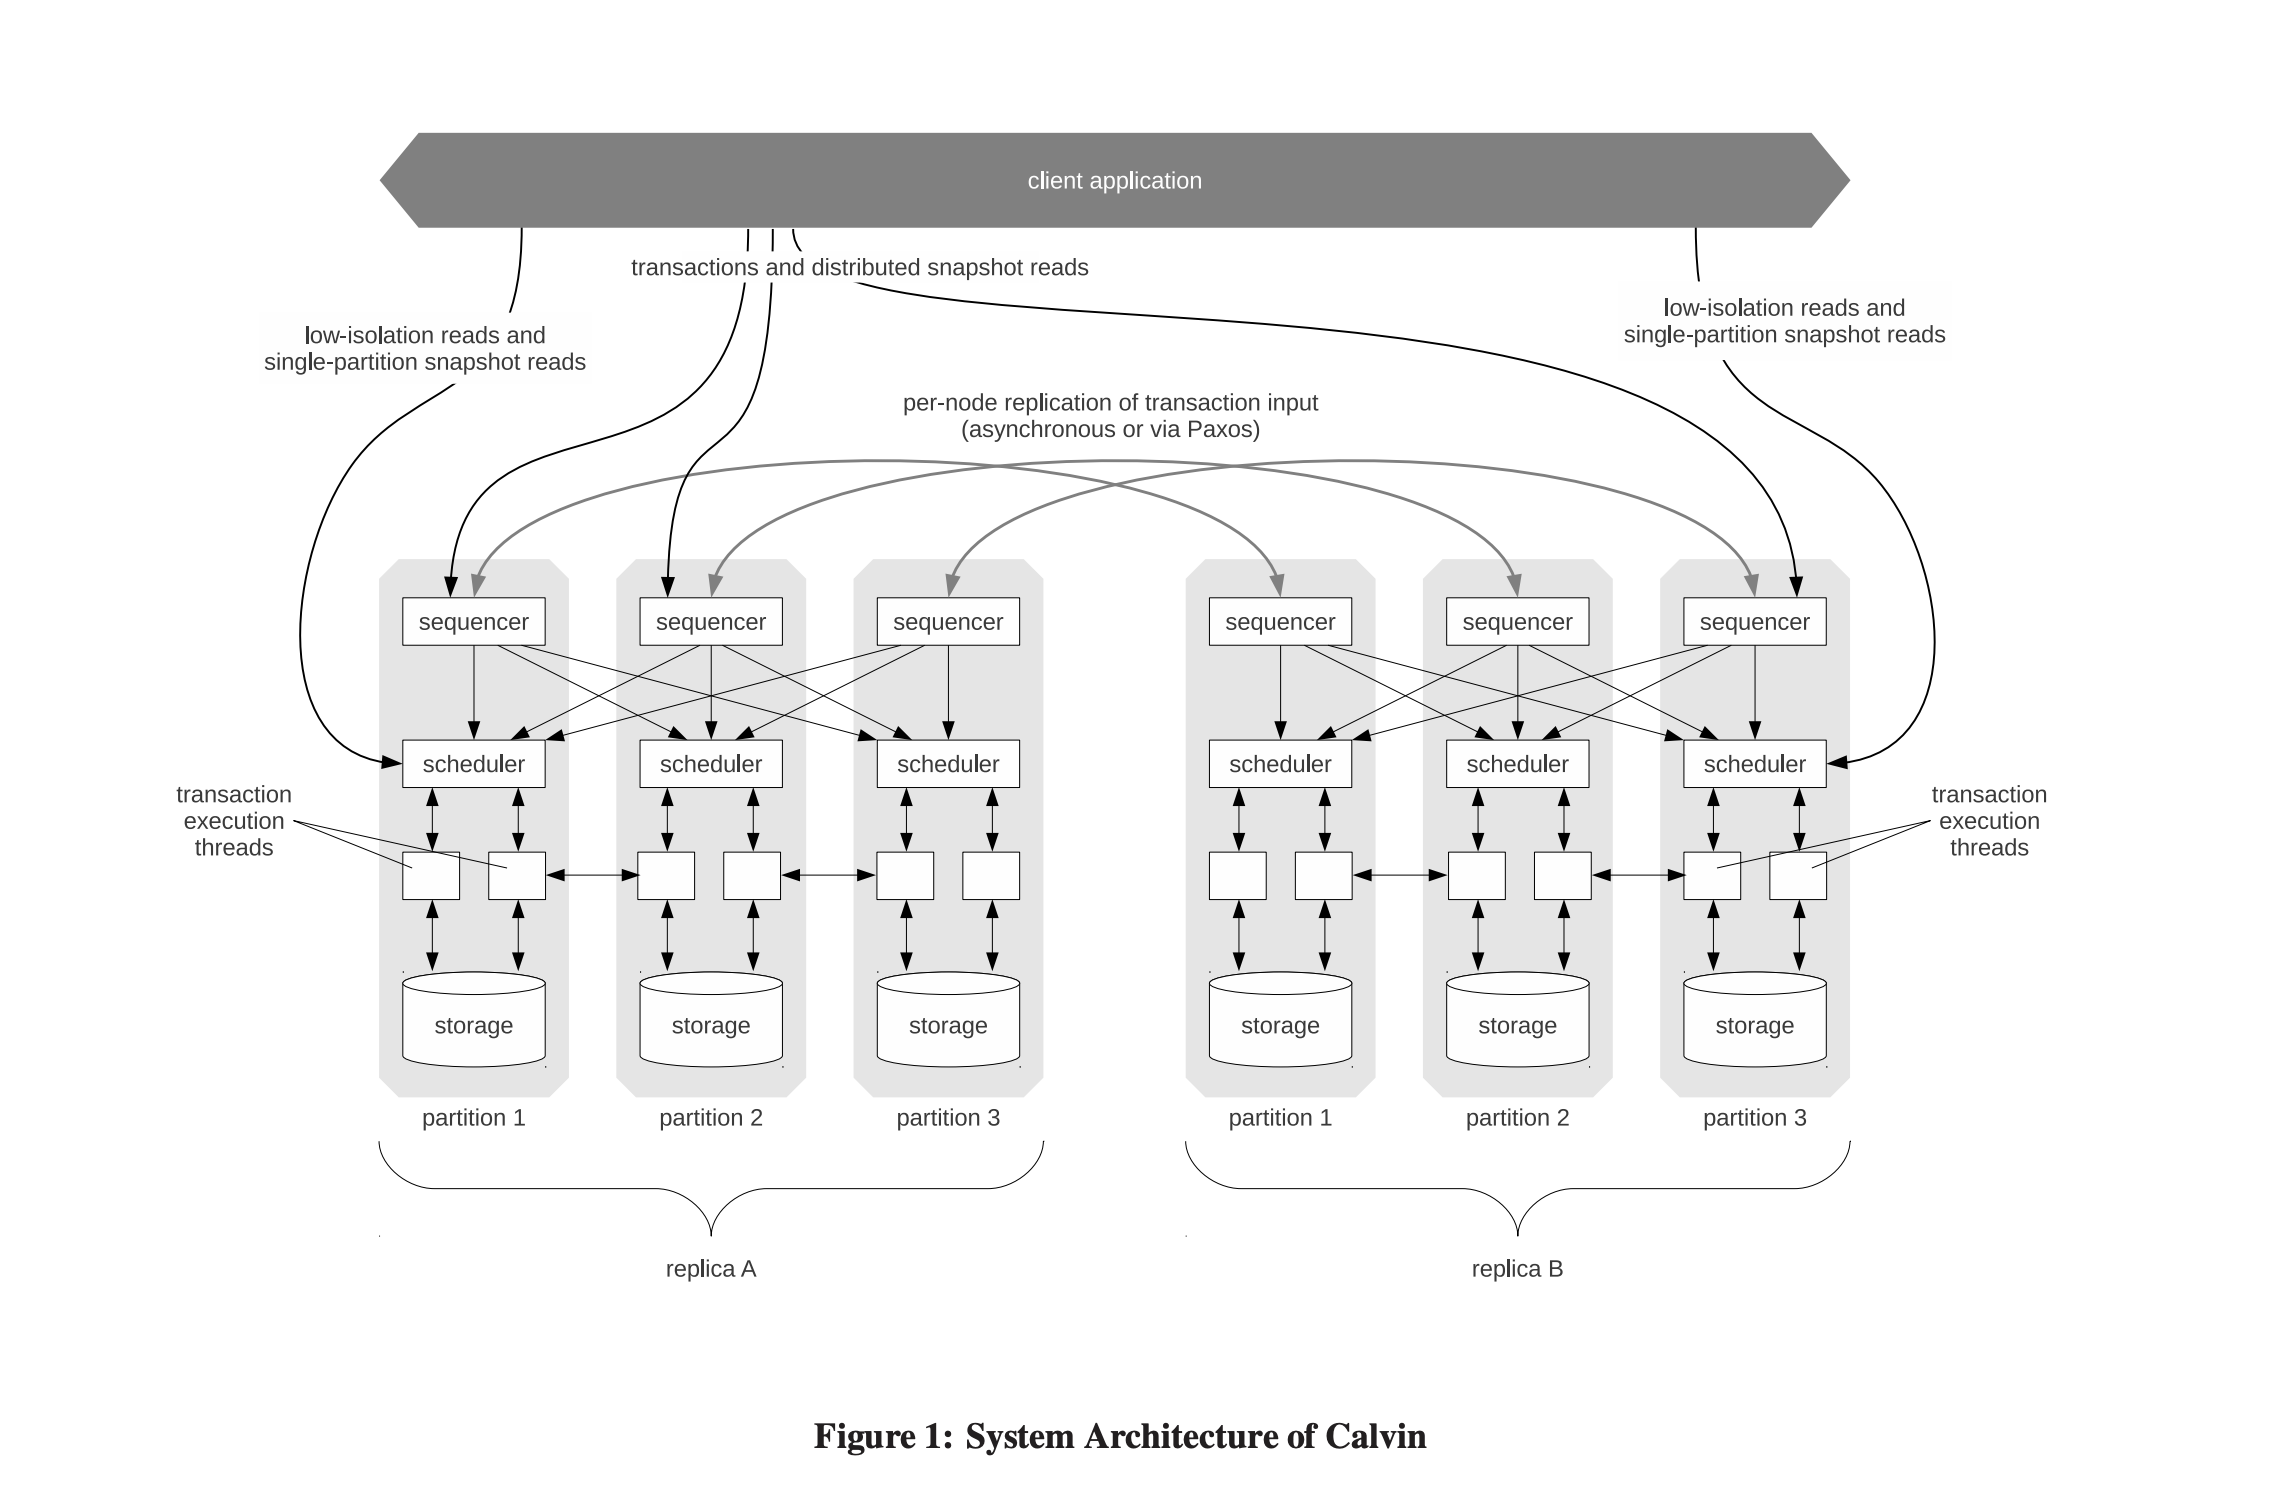 client application
transactions and distributed snapshot reads
low-isolation reads and
single-partition snapshot reads
low-isolation reads and
single-partition snapshot reads
per-node replication of transaction input
(asynchronous or via Paxos)
sequencer
sequencer
sequencer
sequencer
sequencer
sequencer
scheduler
scheduler
scheduler
scheduler
scheduler
scheduler
transaction
execution
threads
transaction
execution
threads
storage
storage
storage
storage
storage
storage
partition 1
partition 2
partition 3
partition 1
partition 2
partition 3
replica A
replica B
Figure 1: System Architecture of Calvin